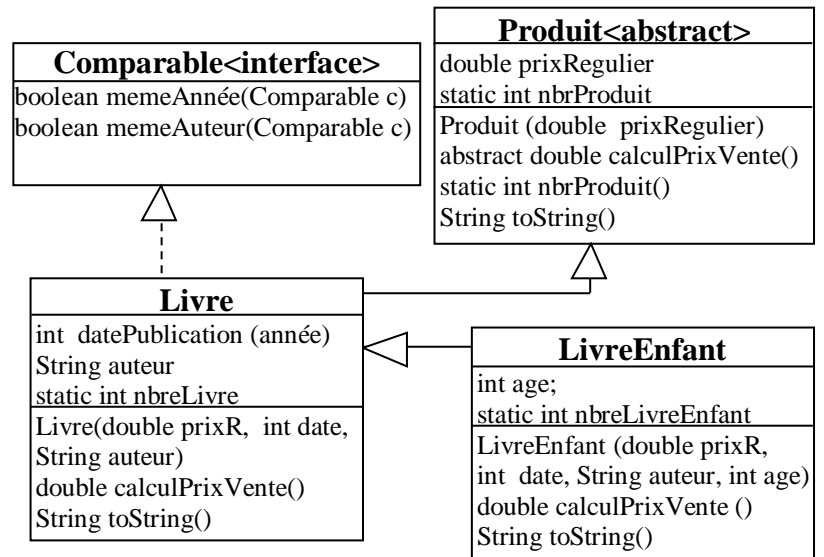 Comparable<interface>
boolean memeAnnée(Comparable c)
boolean memeAuteur(Comparable c)
Produit<abstract>
double prixRegulier
static int nbrProduit
Produit (double prixRegulier)
abstract double calculPrixVente()
static int nbrProduit()
String toString()
Livre
int datePublication (année)
String auteur
static int nbreLivre
Livre(double prixR, int date,
String auteur)
double calculPrixVente()
String toString()
LivreEnfant
int age;
static int nbreLivreEnfant
LivreEnfant (double prixR,
int date, String auteur, int age)
double calculPrixVente ()
String toString()